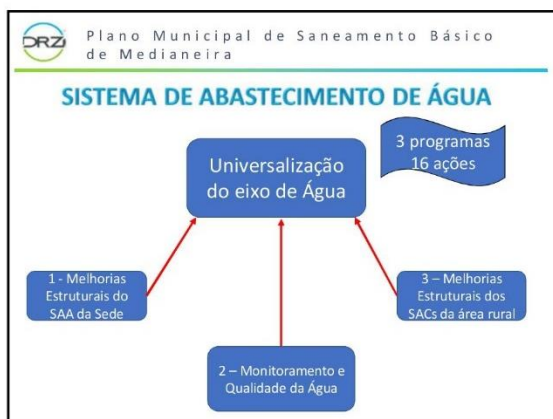 DRZ
Plano Municipal de Saneamento Básico
de Medianeira
SISTEMA DE ABASTECIMENTO DE ÁGUA
3 programas
16 ações
Universalização
do eixo de Água
1 - Melhorias
Estruturais do
SAA da Sede
3 – Melhorias
Estruturais dos
SACs da área rural
2 – Monitoramento e
Qualidade da Água